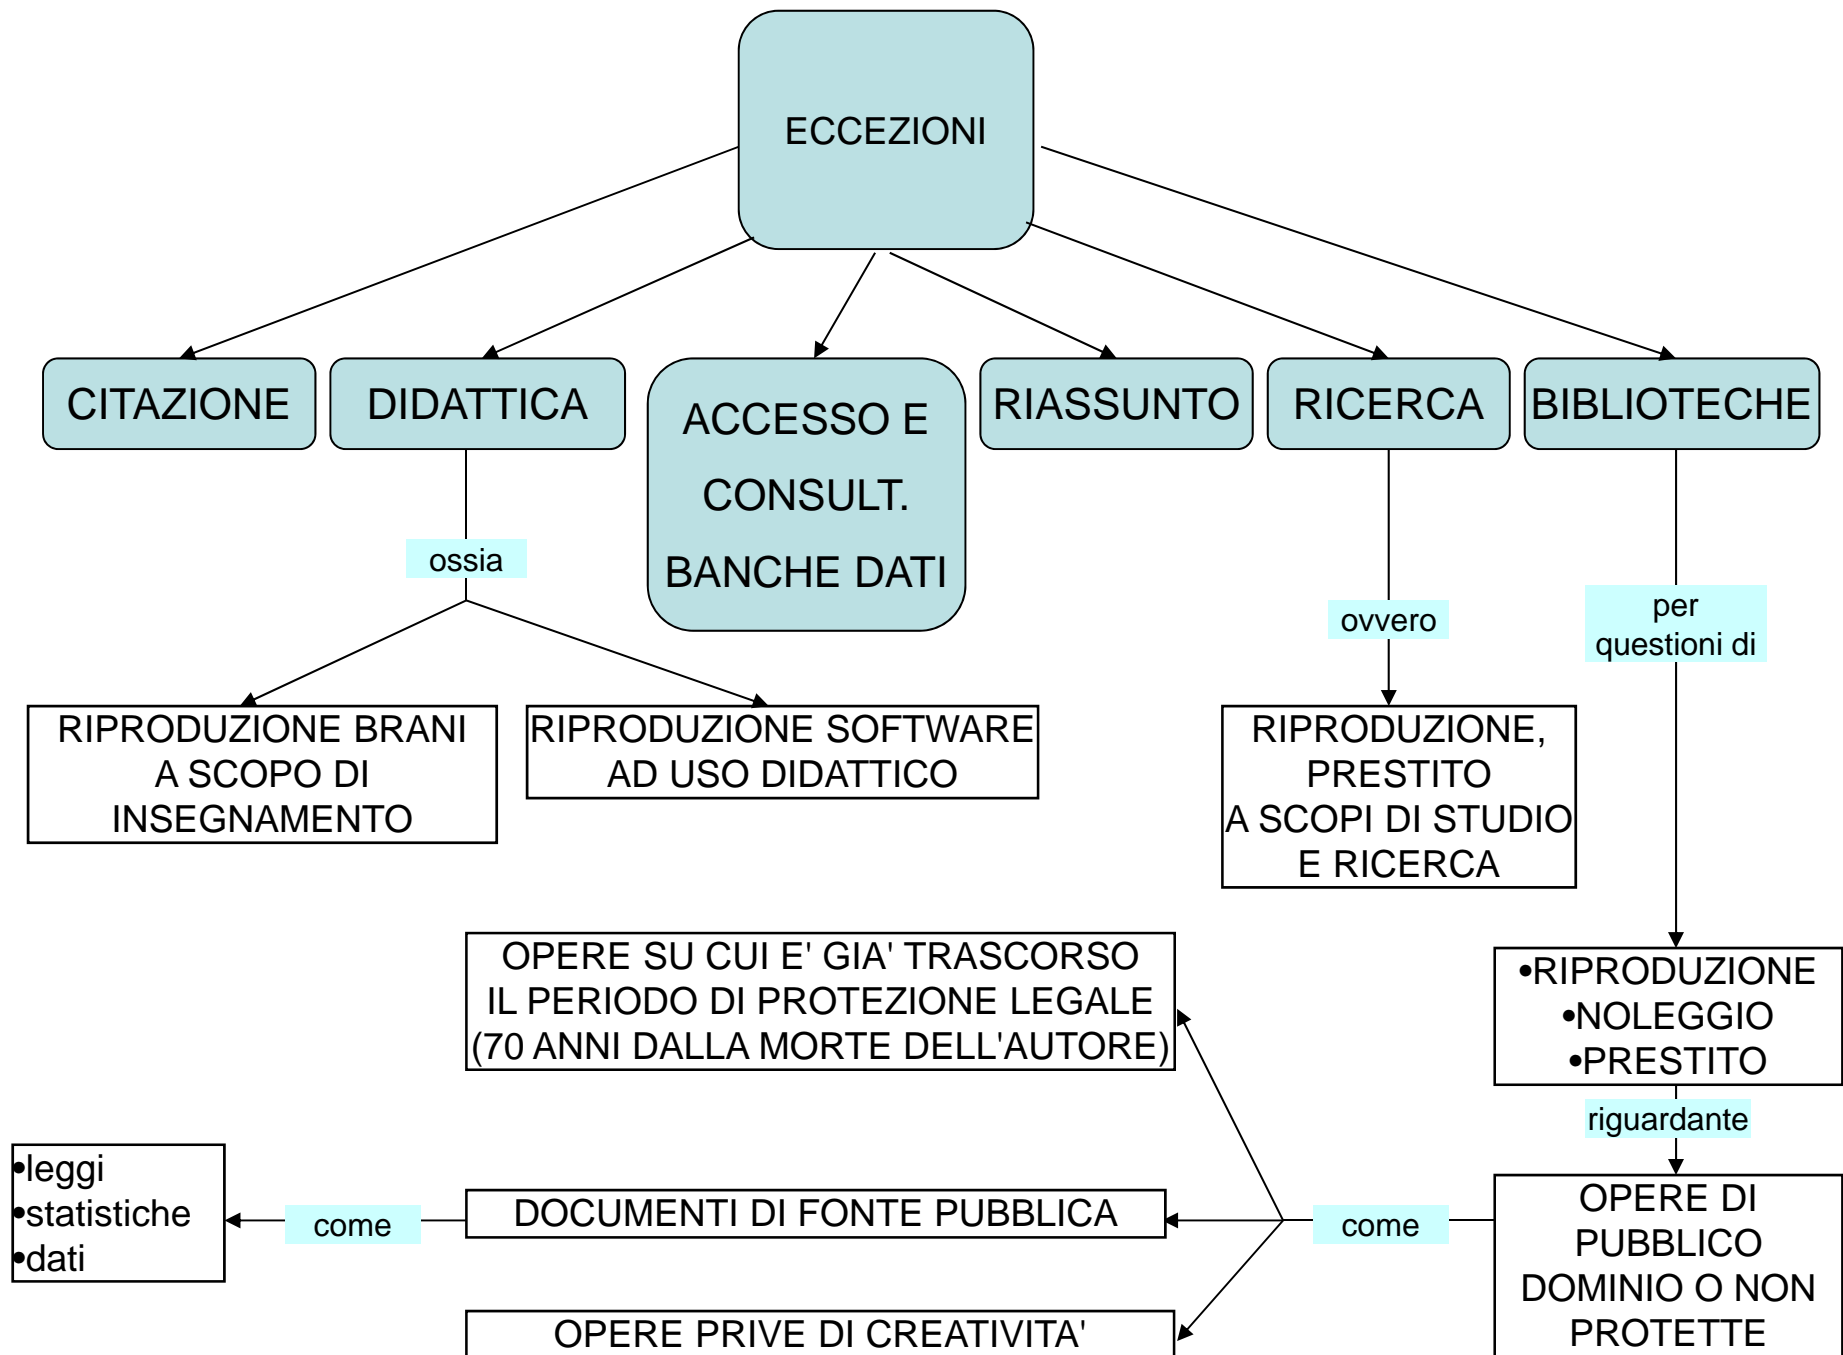 ECCEZIONI
CITAZIONE
DIDATTICA
ACCESSO E
CONSULT.
BANCHE DATI
RIASSUNTO
RICERCA
BIBLIOTECHE
ossia
ovvero
per
questioni di
RIPRODUZIONE BRANI
A SCOPO DI
INSEGNAMENTO
RIPRODUZIONE SOFTWARE
AD USO DIDATTICO
RIPRODUZIONE,
PRESTITO
A SCOPI DI STUDIO
E RICERCA
OPERE SU CUI E' GIA' TRASCORSO
IL PERIODO DI PROTEZIONE LEGALE
(70 ANNI DALLA MORTE DELL'AUTORE)
•RIPRODUZIONE
•NOLEGGIO
•PRESTITO
riguardante
•leggi
•statistiche
•dati
come
DOCUMENTI DI FONTE PUBBLICA
come
OPERE DI
PUBBLICO
DOMINIO O NON
PROTETTE
OPERE PRIVE DI CREATIVITA'